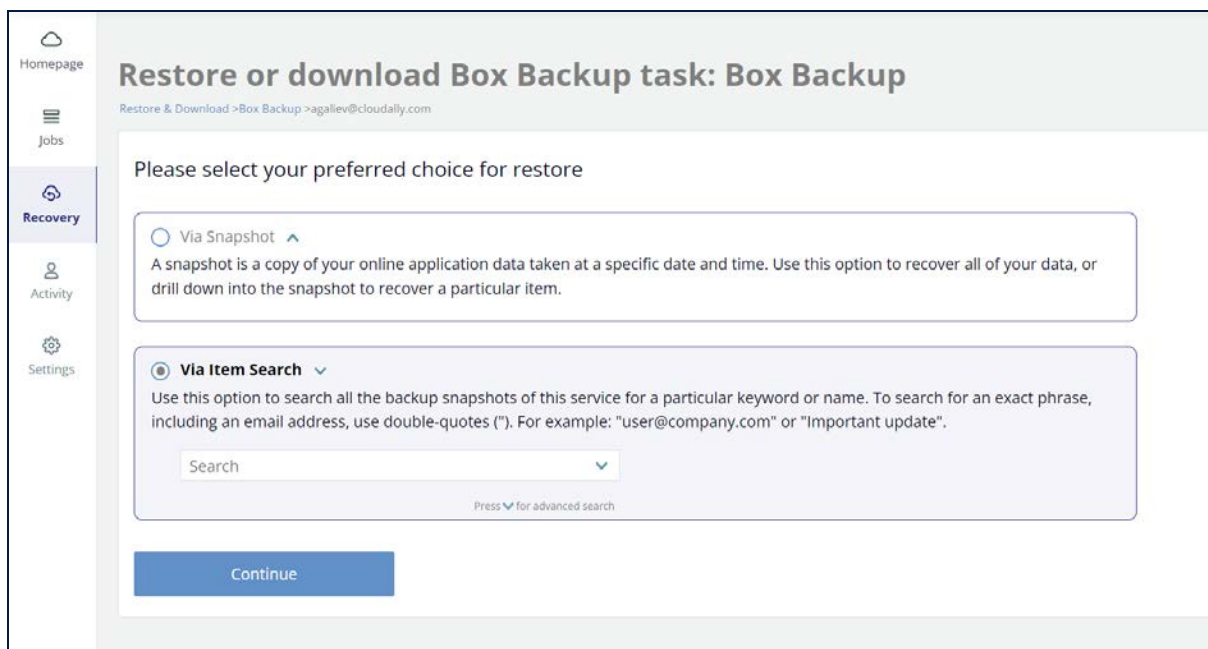 Homepage
Jobs
Recovery
Activity
Settings
Restore or download Box Backup task: Box Backup
Restore & Download >Box Backup >agaliev@cloudally.com
Please select your preferred choice for restore
Via Snapshot
A snapshot is a copy of your online application data taken at a specific date and time. Use this option to recover all of your data, or
drill down into the snapshot to recover a particular item.
Via Item Search
Use this option to search all the backup snapshots of this service for a particular keyword or name. To search for an exact phrase,
including an email address, use double-quotes ("). For example: "user@company.com" or "Important update".
Search
Press for advanced search
Continue